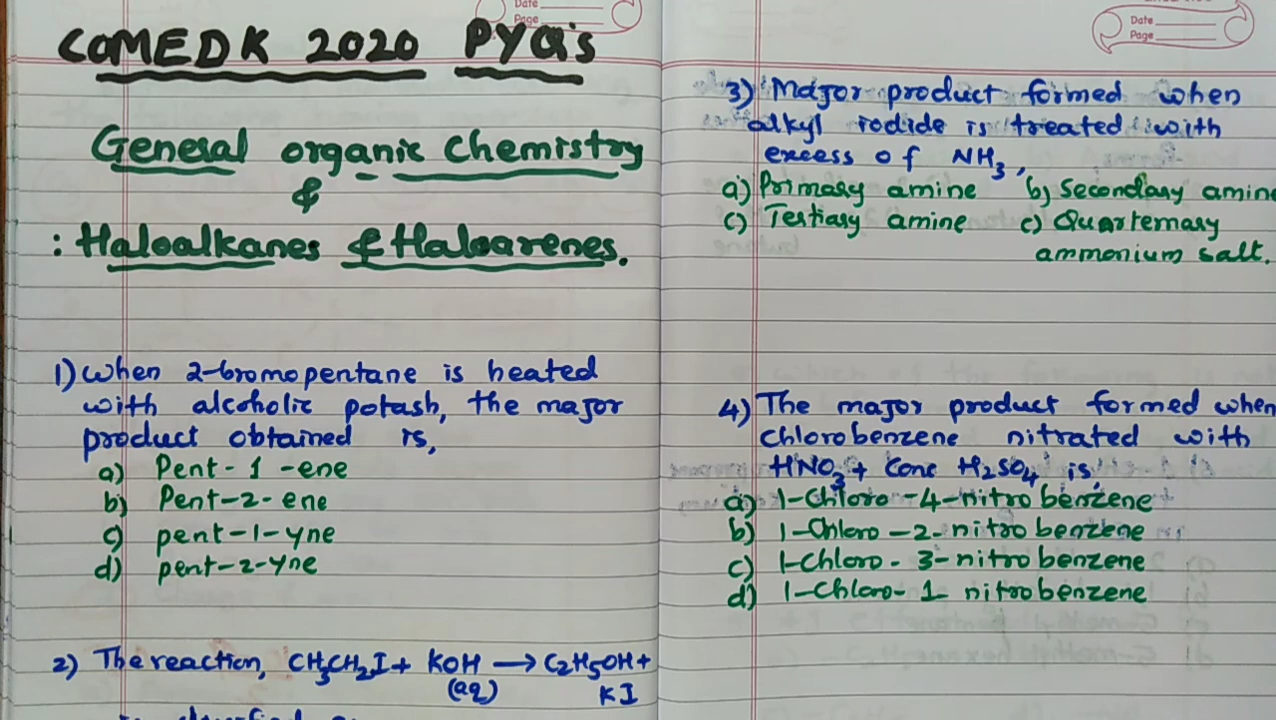 Date
Page
COMEDK 2020 PYQ's
General organic chemistry
&
: Haloalkanes & Haloarenes.
1) When 2-bromopentane is heated
with alcoholic potash, the major
product obtained is,
a) Pent-1-ene
b) Pent-2-ene
c) pent-1-yne
d) pent-2-yne
2) The reaction, CH3CH2I + KOH → C2H5OH +
(aq) KI
Date
Page
3) Major product formed when
alkyl iodide is treated with
excess of NH3,
a) Primary amine b) Secondary amine
c) Tertiary amine c) Quarternary
ammonium salt.
4) The major product formed when
chlorobenzene nitrated with
HNO3 + Conc H2SO4 is,
a) 1-Chloro-4-nitrobenzene
b) 1-Chloro-2-nitrobenzene
c) 1-Chloro-3-nitrobenzene
d) 1-Chloro-1-nitrobenzene